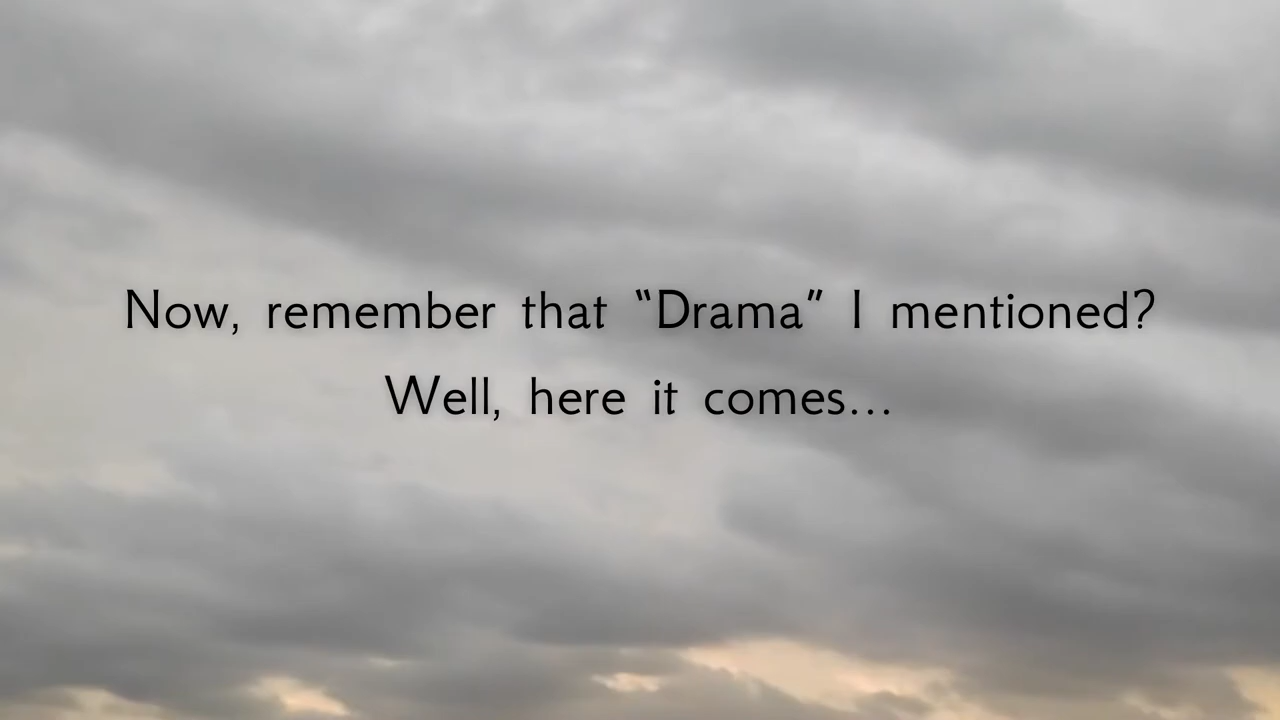 Now, remember that “Drama” I mentioned?
Well, here it comes...